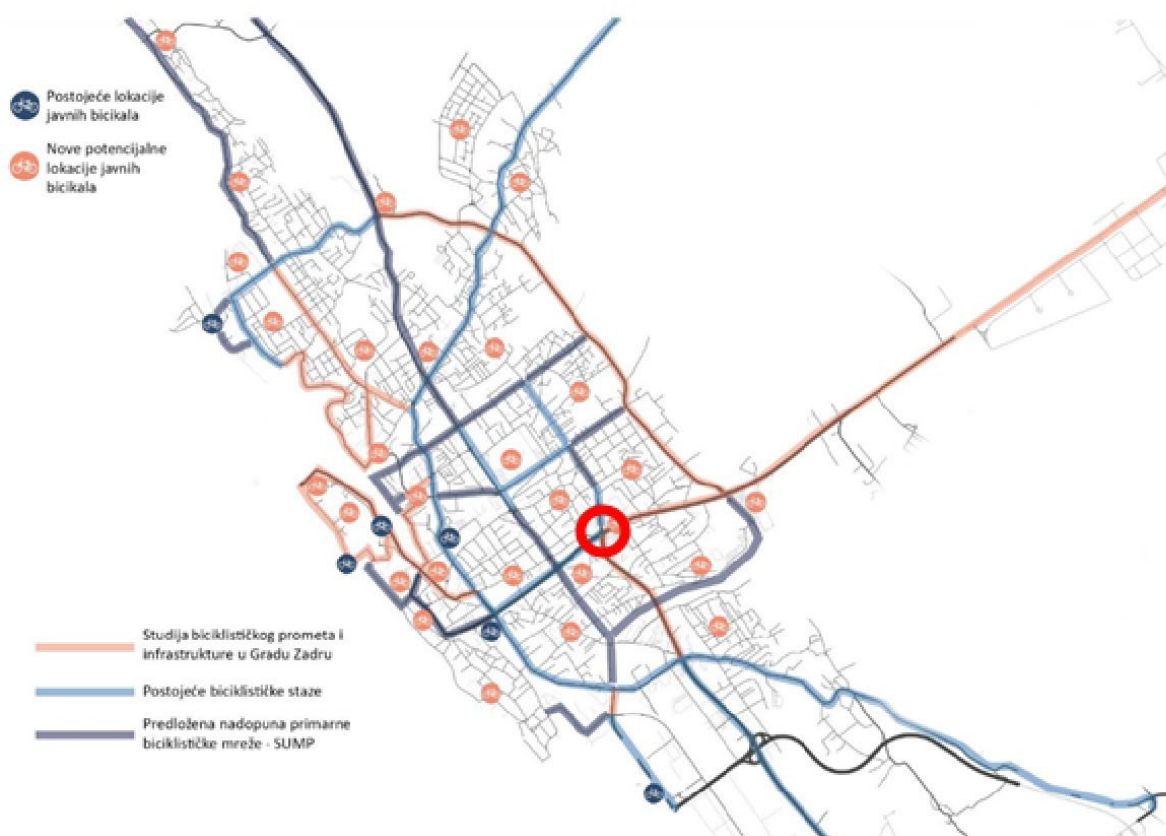 Postojeće lokacije
javnih bicikala
Nove potencijalne
lokacije javnih
bicikala
Studija biciklističkog prometa i
infrastrukture u Gradu Zadru
Postojeće biciklističke staze
Predložena nadopuna primarne
biciklističke mreže - SUMP